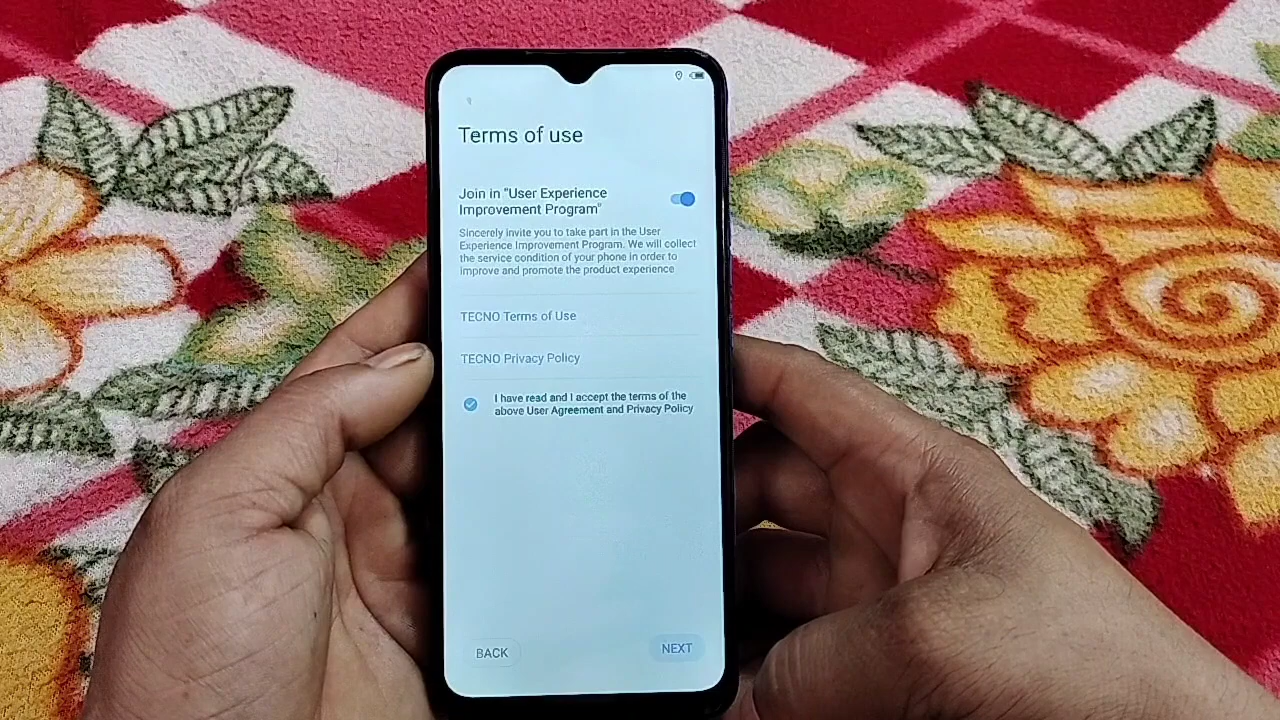 Terms of use
Join in "User Experience
Improvement Program"
Sincerely invite you to take part in the User
Experience Improvement Program. We will collect
the service condition of your phone in order to
improve and promote the product experience
TECNO Terms of Use
TECNO Privacy Policy
I have read and I accept the terms of the
above User Agreement and Privacy Policy
BACK
NEXT